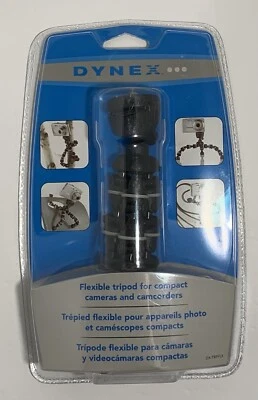 DYNEX
Flexible tripod for compact
cameras and camcorders
Trépied flexible pour appareils photo
et caméscopes compacts
Trípode flexible para cámaras
y videocámaras compactas